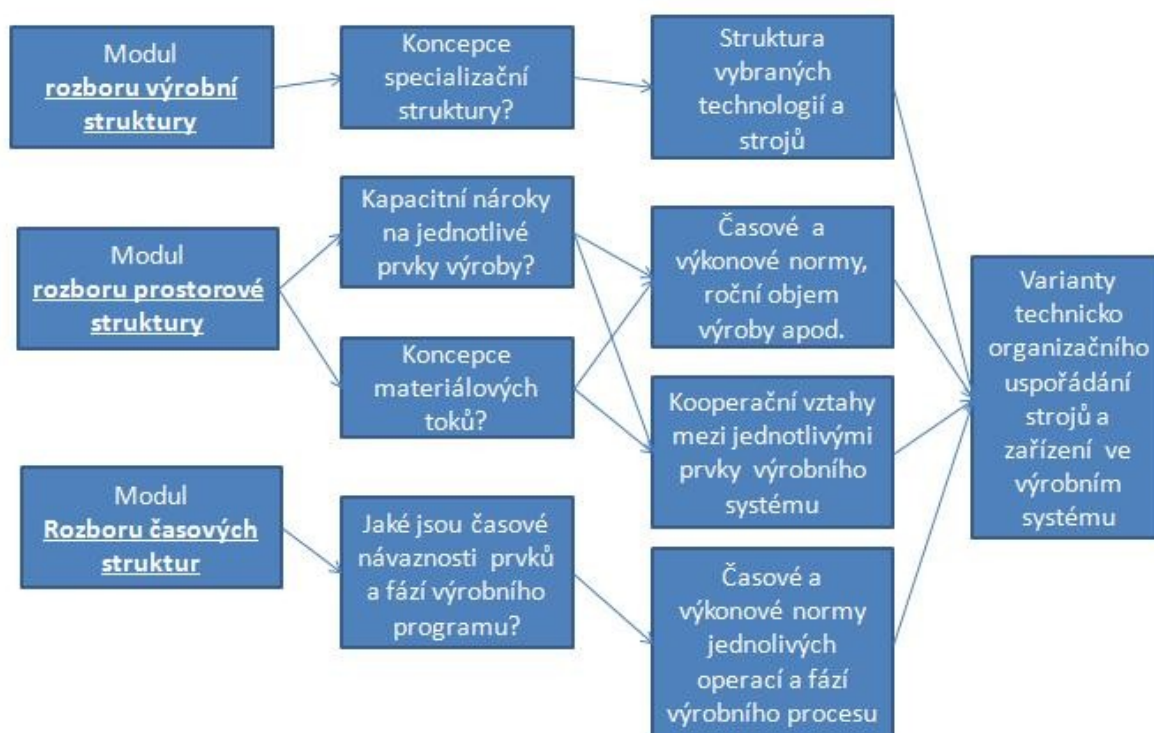 Modul
rozboru výrobní
struktury
Koncepce
specializační
struktury?
Struktura
vybraných
technologií a
strojů
Modul
rozboru prostorové
struktury
Kapacitní nároky
na jednotlivé
prvky výroby?
Koncepce
materiálových
toků?
Časové a
výkonové normy,
roční objem
výroby apod.
Kooperační vztahy
mezi jednotlivými
prvky výrobního
systému
Modul
Rozboru časových
struktur
Jaké jsou časové
návaznosti prvků
a fází výrobního
programu?
Časové a
výkonové normy
jednolivých
operací a fází
výrobního procesu
Varianty
technicko
organizačního
uspořádání
strojů a
zařízení ve
výrobním
systému